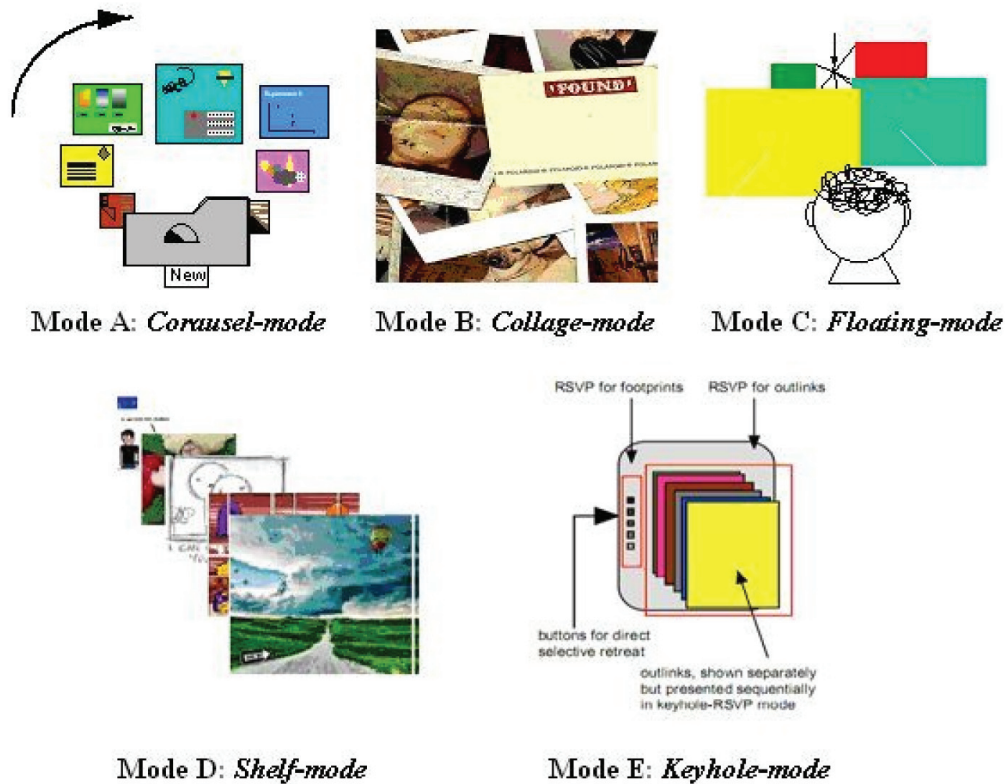 New
Mode A: Corausel-mode
'FOUND'
Mode B: Collage-mode
Mode C: Floating-mode
I CAN
Mode D: Shelf-mode
RSVP for footprints
RSVP for outlinks
buttons for direct
selective retreat
outlinks, shown separately
but presented sequentially
in keyhole-RSVP mode
Mode E: Keyhole-mode